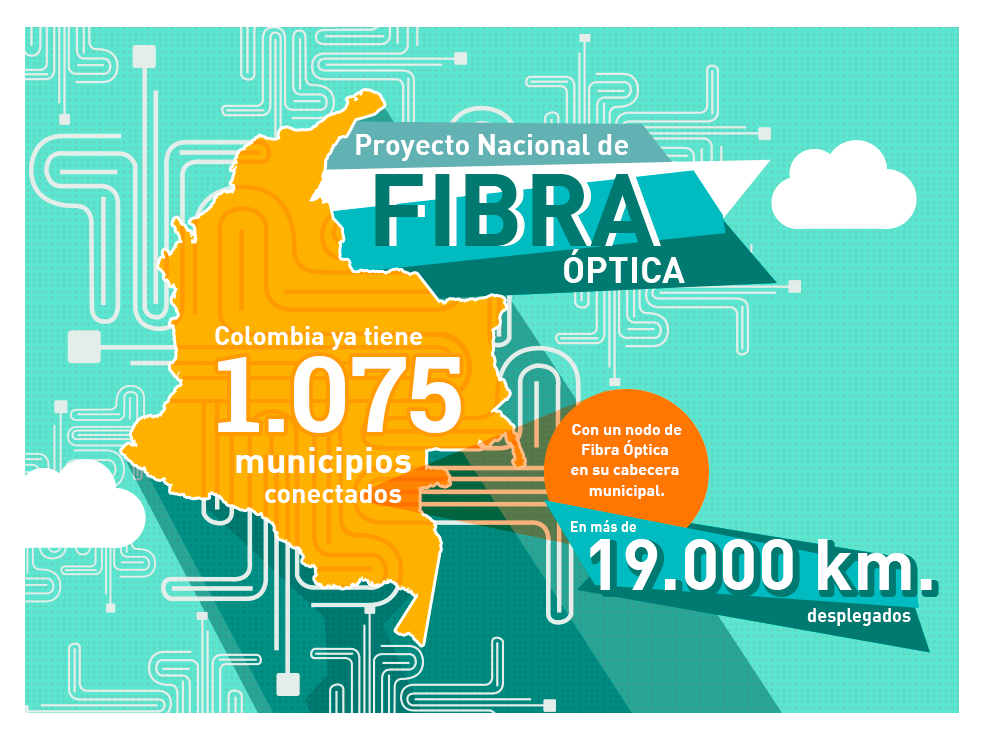 Proyecto Nacional de
FIBRA
ÓPTICA
Colombia ya tiene
1.075
municipios
conectados
Con un nodo de
Fibra Óptica
en su cabecera
municipal.
En más de
19.000 km.
desplegados